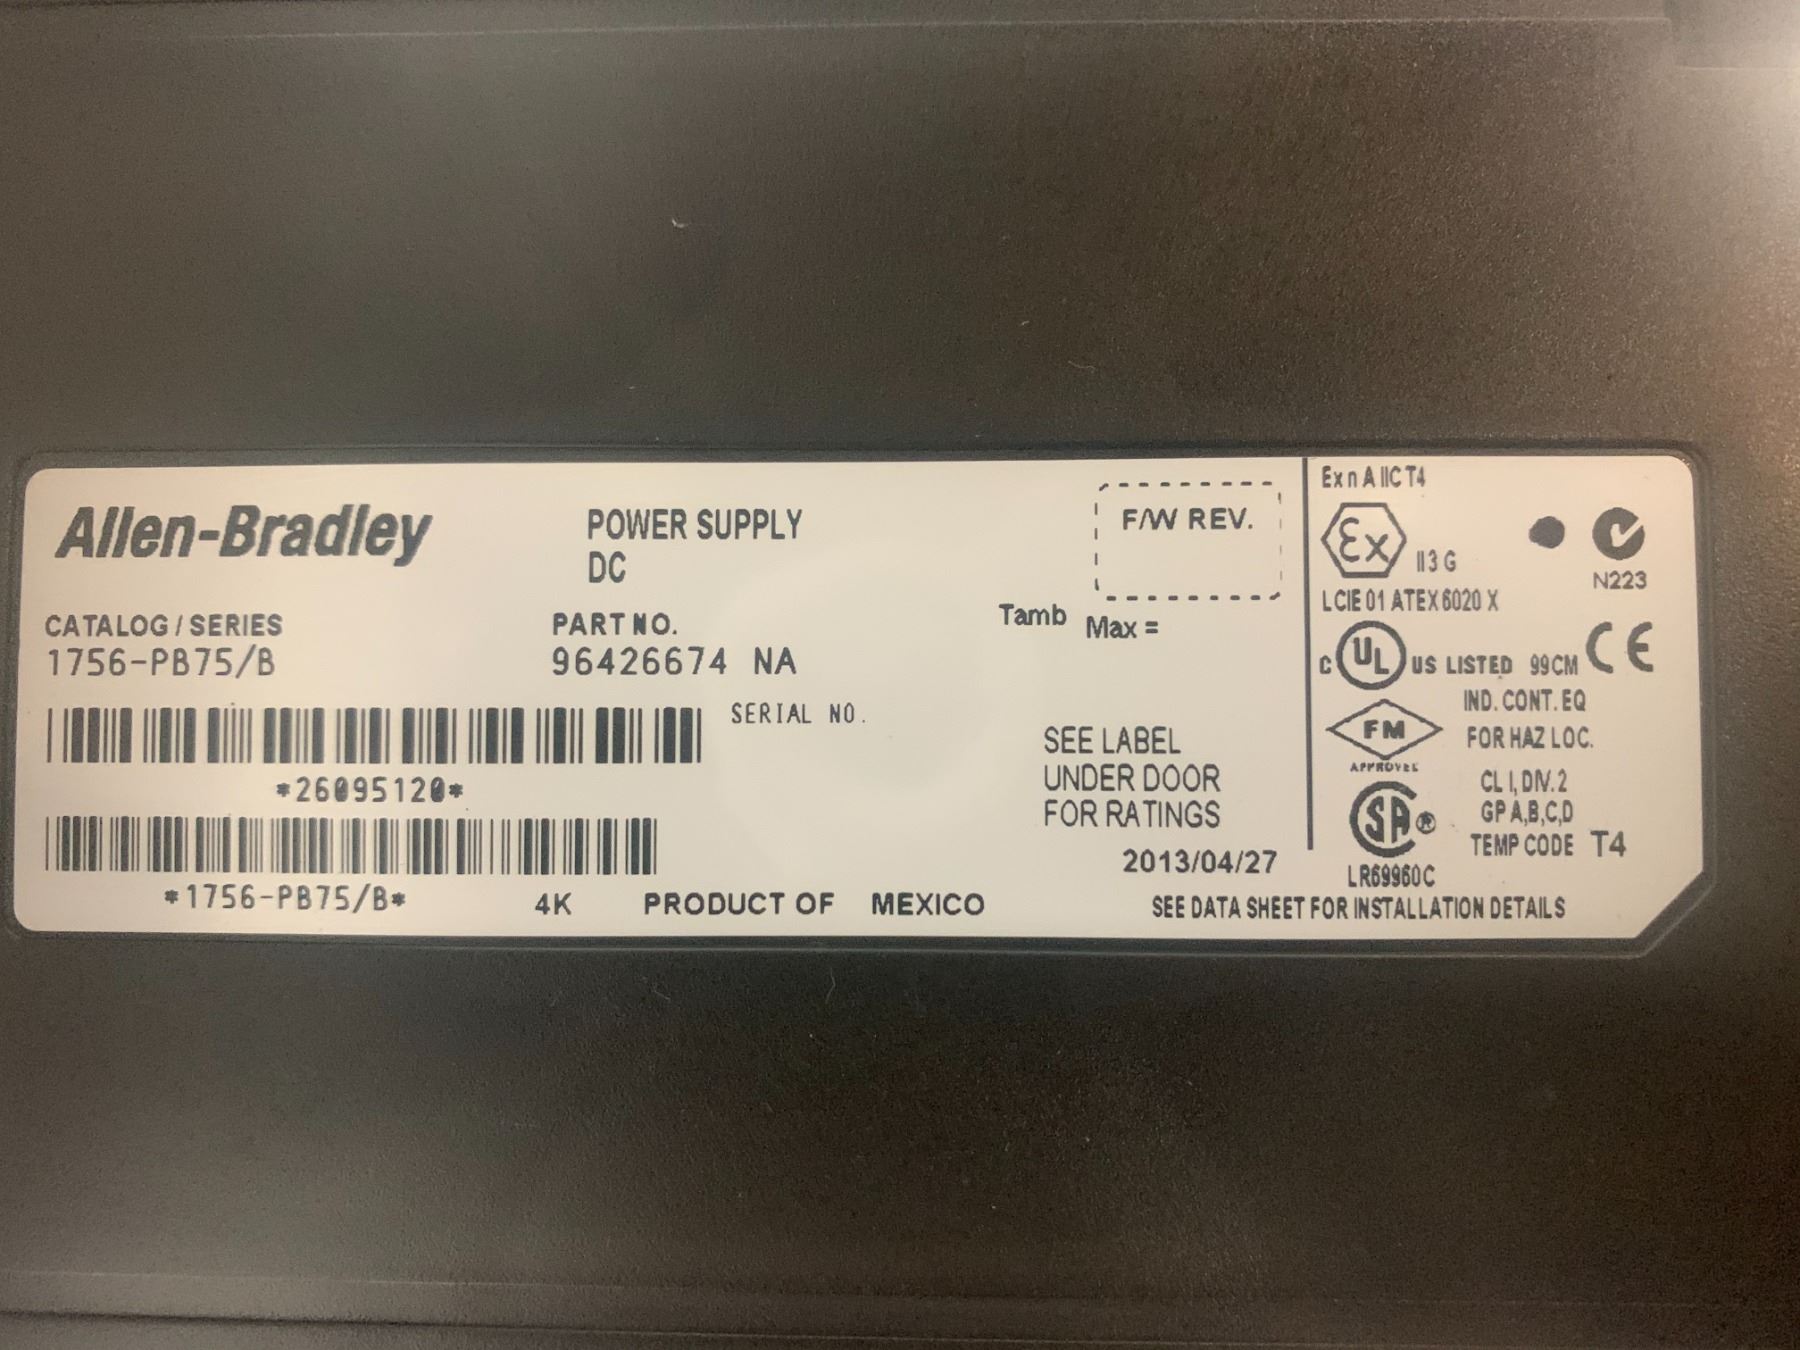 Allen-Bradley
POWER SUPPLY
DC
CATALOG / SERIES
1756-PB75/B
PART NO.
96426674 NA
SERIAL NO.
*26095120*
*1756-PB75/B*
4K PRODUCT OF MEXICO
F/W REV.
Tamb Max =
SEE LABEL
UNDER DOOR
FOR RATINGS
2013/04/27
Ex n A IIC T4
Ex II 3 G
N223
LCIE 01 ATEX 6020 X
C UL US LISTED 99CM CE
IND. CONT. EQ
FM FOR HAZ LOC.
APPROVED
CL I, DIV. 2
SA ® GP A,B,C,D
TEMP CODE T4
LR69960C
SEE DATA SHEET FOR INSTALLATION DETAILS